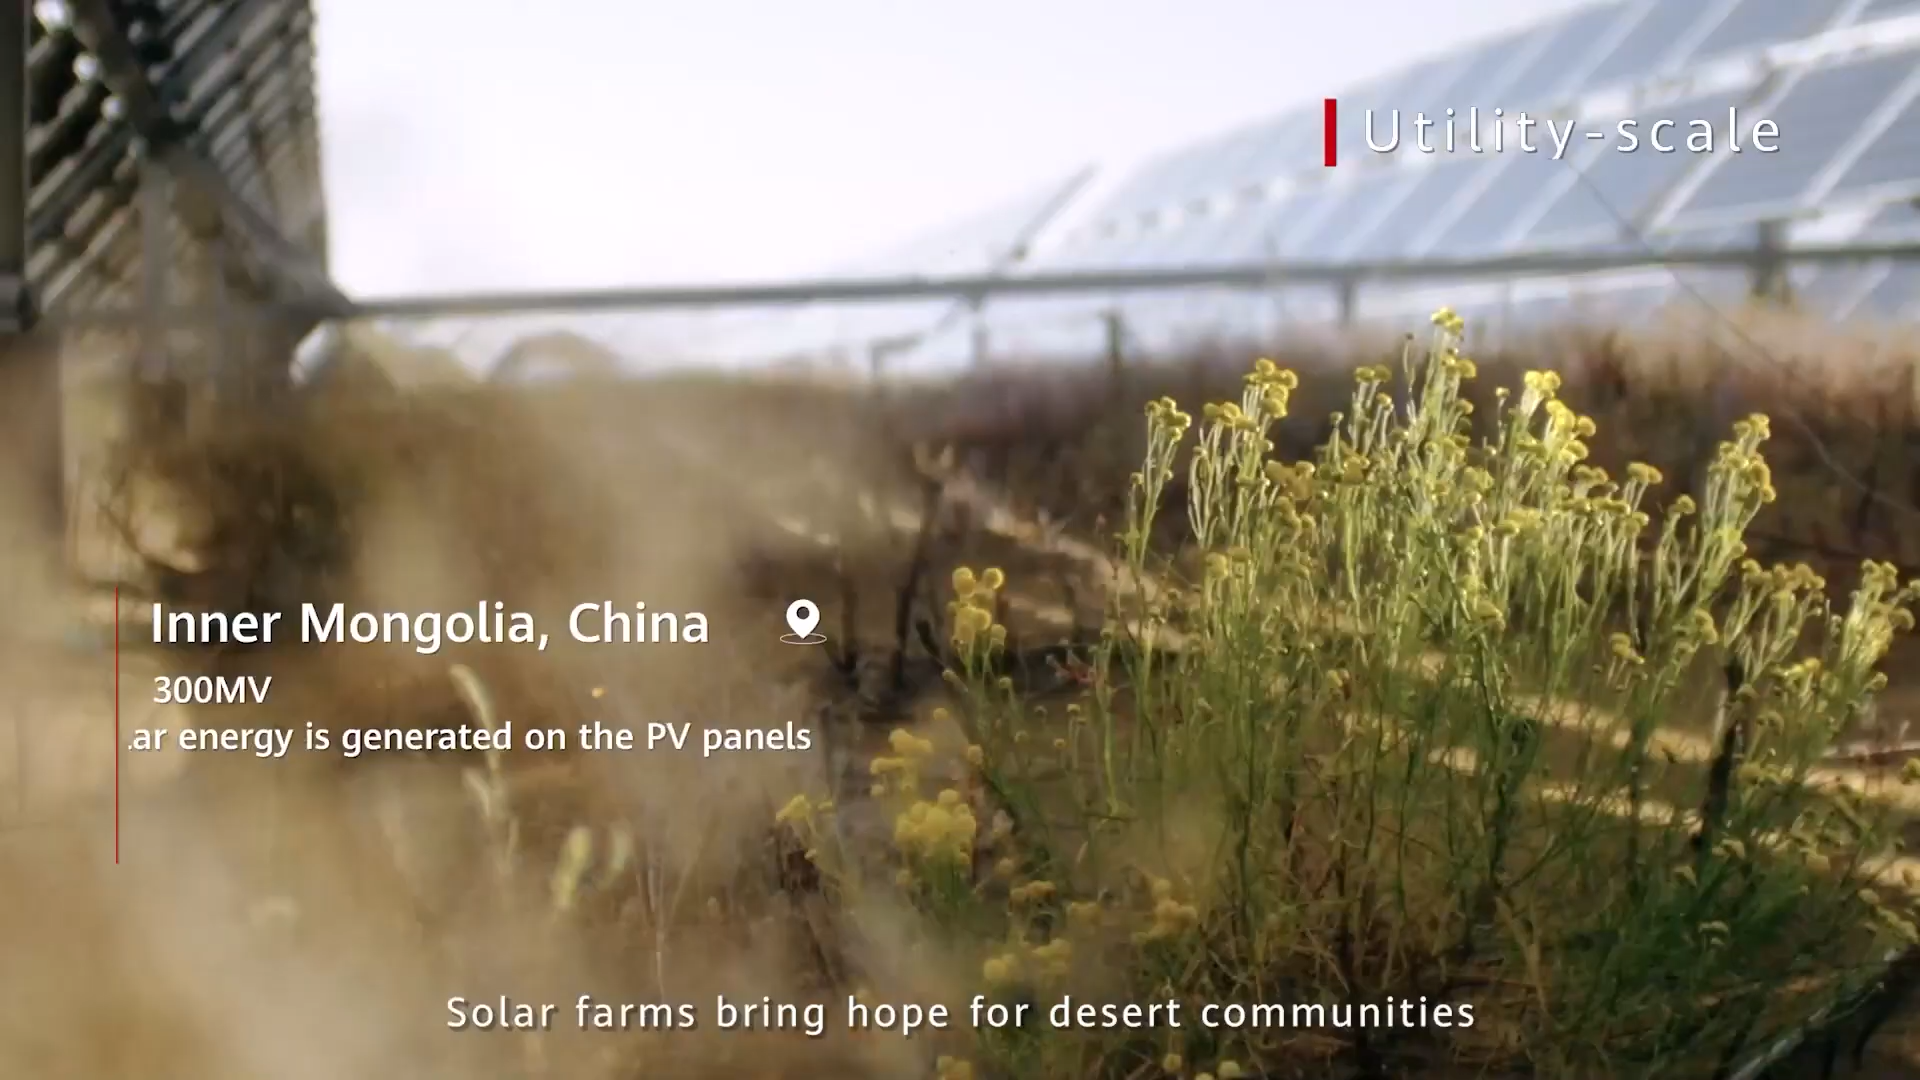 Utility-scale
Inner Mongolia, China
300MV
.ar energy is generated on the PV panels
Solar farms bring hope for desert communities